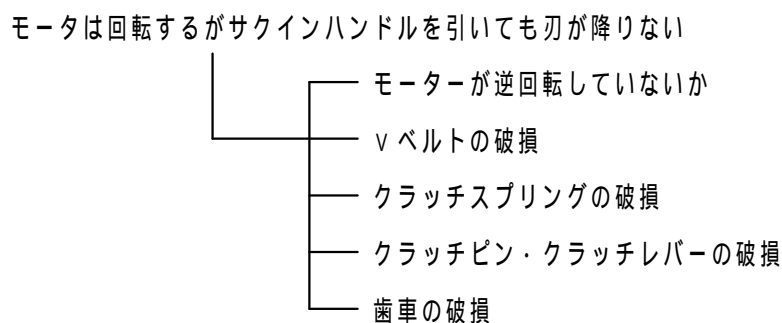 モータは回転するがサクインハンドルを引いても刃が降りない
モーターが逆回転していないか
Vベルトの破損
クラッチスプリングの破損
クラッチピン・クラッチレバーの破損
歯車の破損